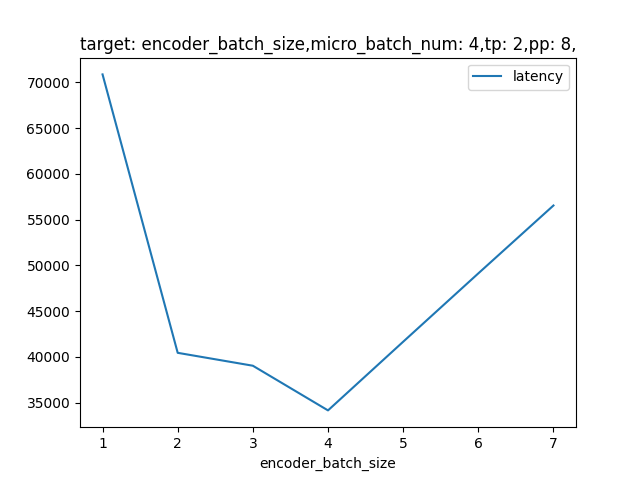 target: encoder_batch_size,micro_batch_num: 4,tp: 2,pp: 8,
latency
70000
65000
60000
55000
50000
45000
40000
35000
1 2 3 4 5 6 7
encoder_batch_size